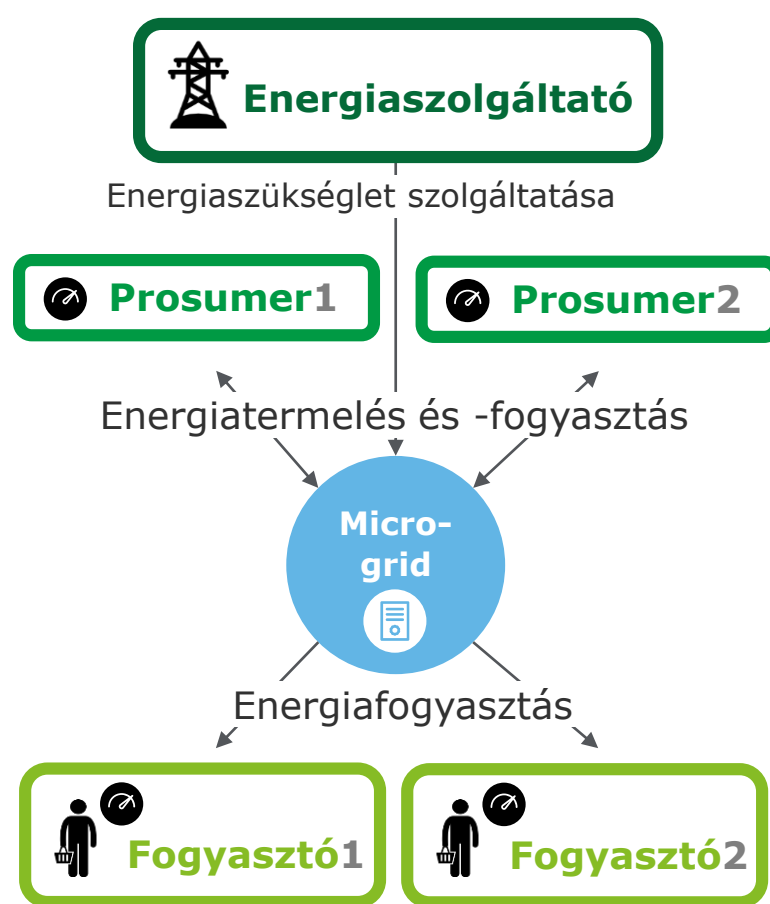 Energiaszolgáltató
Energiaszükséglet szolgáltatása
Prosumer1
Prosumer2
Energiatermelés és -fogyasztás
Micro-
grid
Energiafogyasztás
Fogyasztó1
Fogyasztó2